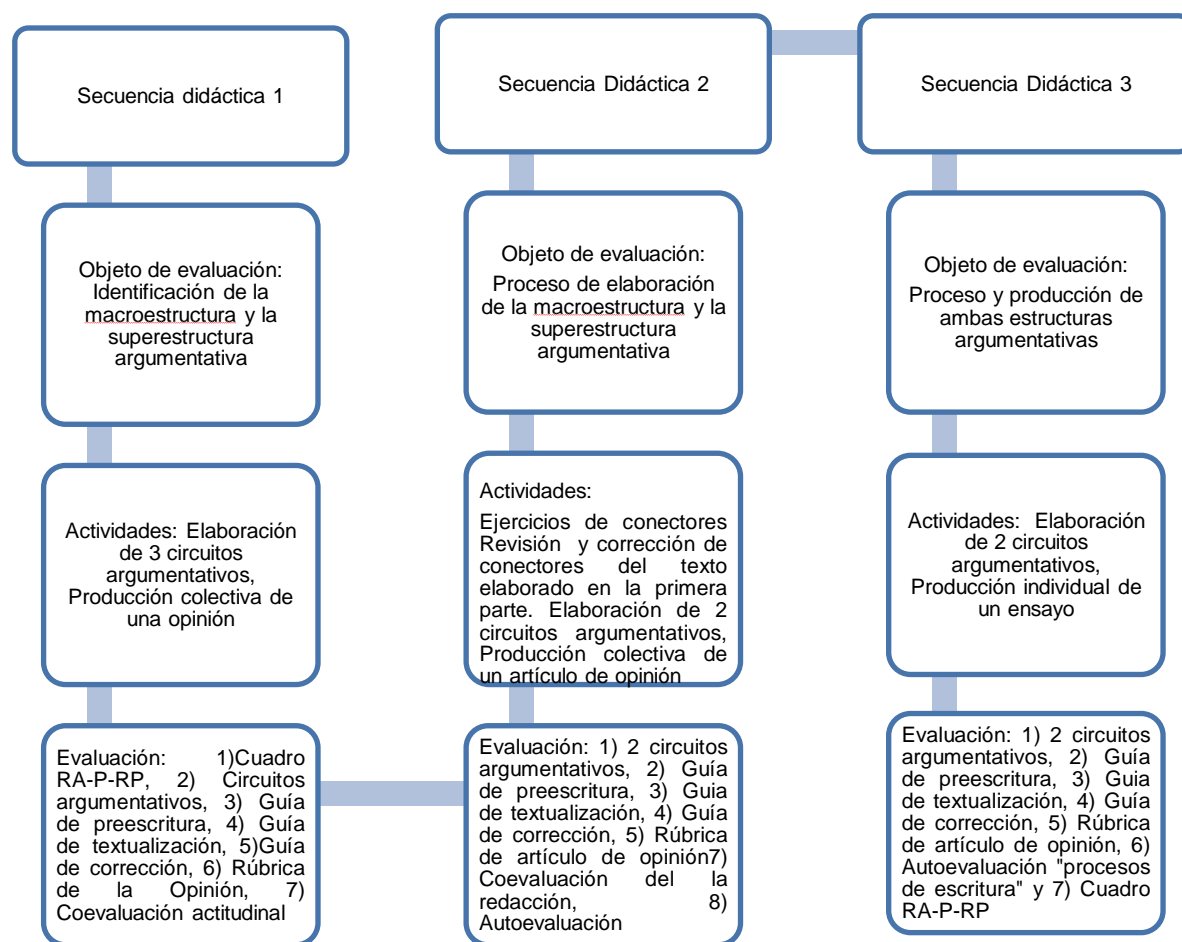 Secuencia didáctica 1
Objeto de evaluación:
Identificación de la
macroestructura y la
superestructura
argumentativa
Actividades: Elaboración
de 3 circuitos
argumentativos,
Producción colectiva de
una opinión
Evaluación: 1)Cuadro
RA-P-RP, 2) Circuitos
argumentativos, 3) Guía
de preescritura, 4) Guía
de textualización, 5)Guía
de corrección, 6) Rúbrica
de la Opinión, 7)
Coevaluación actitudinal
Secuencia Didáctica 2
Objeto de evaluación:
Proceso de elaboración
de la macroestructura y la
superestructura
argumentativa
Actividades:
Ejercicios de conectores
Revisión y corrección de
conectores del texto
elaborado en la primera
parte. Elaboración de 2
circuitos argumentativos,
Producción colectiva de
un artículo de opinión
Evaluación: 1) 2 circuitos
argumentativos, 2) Guía
de preescritura, 3) Guia
de textualización, 4) Guía
de corrección, 5) Rúbrica
de artículo de opinión7)
Coevaluación del la
redacción, 8)
Autoevaluación
Secuencia Didáctica 3
Objeto de evaluación:
Proceso y producción de
ambas estructuras
argumentativas
Actividades: Elaboración
de 2 circuitos
argumentativos,
Producción individual de
un ensayo
Evaluación: 1) 2 circuitos
argumentativos, 2) Guía
de preescritura, 3) Guia
de textualización, 4) Guía
de corrección, 5) Rúbrica
de artículo de opinión, 6)
Autoevaluación "procesos
de escritura" y 7) Cuadro
RA-P-RP